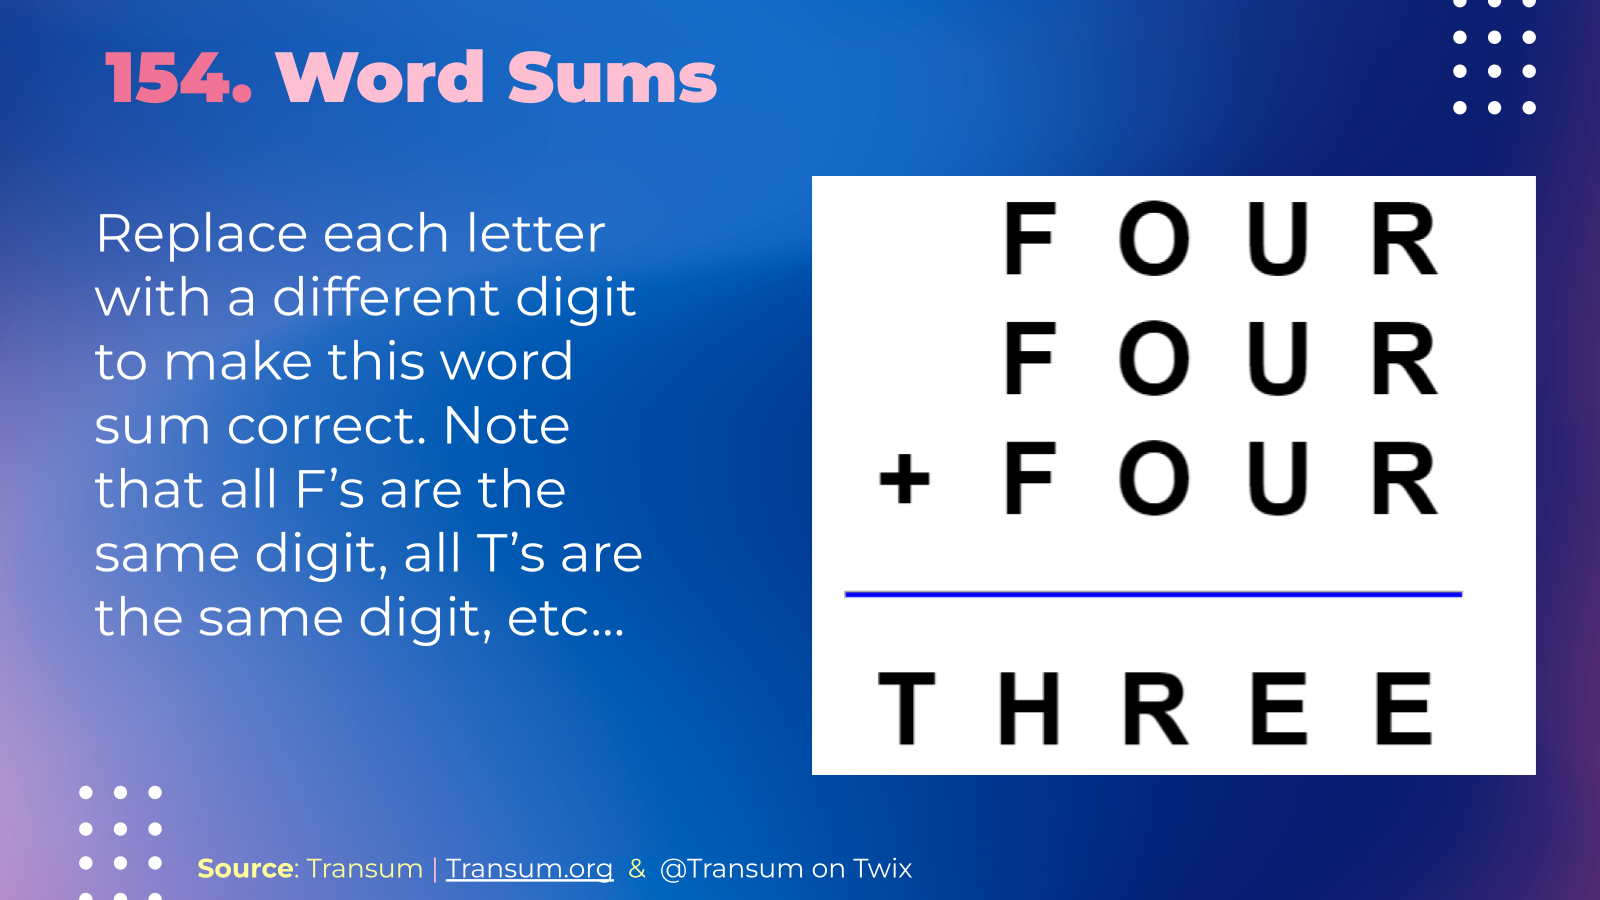 154. Word Sums
Replace each letter
with a different digit
to make this word
sum correct. Note
that all F’s are the
same digit, all T’s are
the same digit, etc...
F O U R
F O U R
+ F O U R
T H R E E
Source: Transum | Transum.org & @Transum on Twix